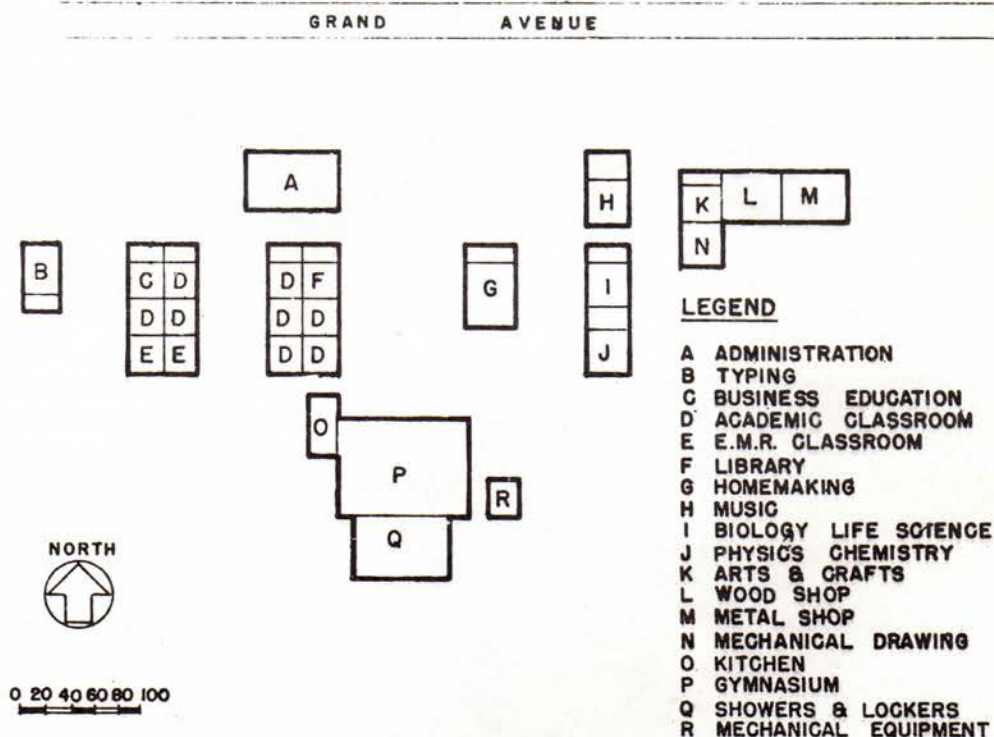 GRAND AVENUE
A
H
K L M
N
B
C D
D F
G
I
D D
D D
E E
D D
J
O
P
R
Q
NORTH
0 20 40 60 80 100
LEGEND
A ADMINISTRATION
B TYPING
C BUSINESS EDUCATION
D ACADEMIC CLASSROOM
E E.M.R. CLASSROOM
F LIBRARY
G HOMEMAKING
H MUSIC
I BIOLOGY LIFE SCIENCE
J PHYSICS CHEMISTRY
K ARTS & CRAFTS
L WOOD SHOP
M METAL SHOP
N MECHANICAL DRAWING
O KITCHEN
P GYMNASIUM
Q SHOWERS & LOCKERS
R MECHANICAL EQUIPMENT